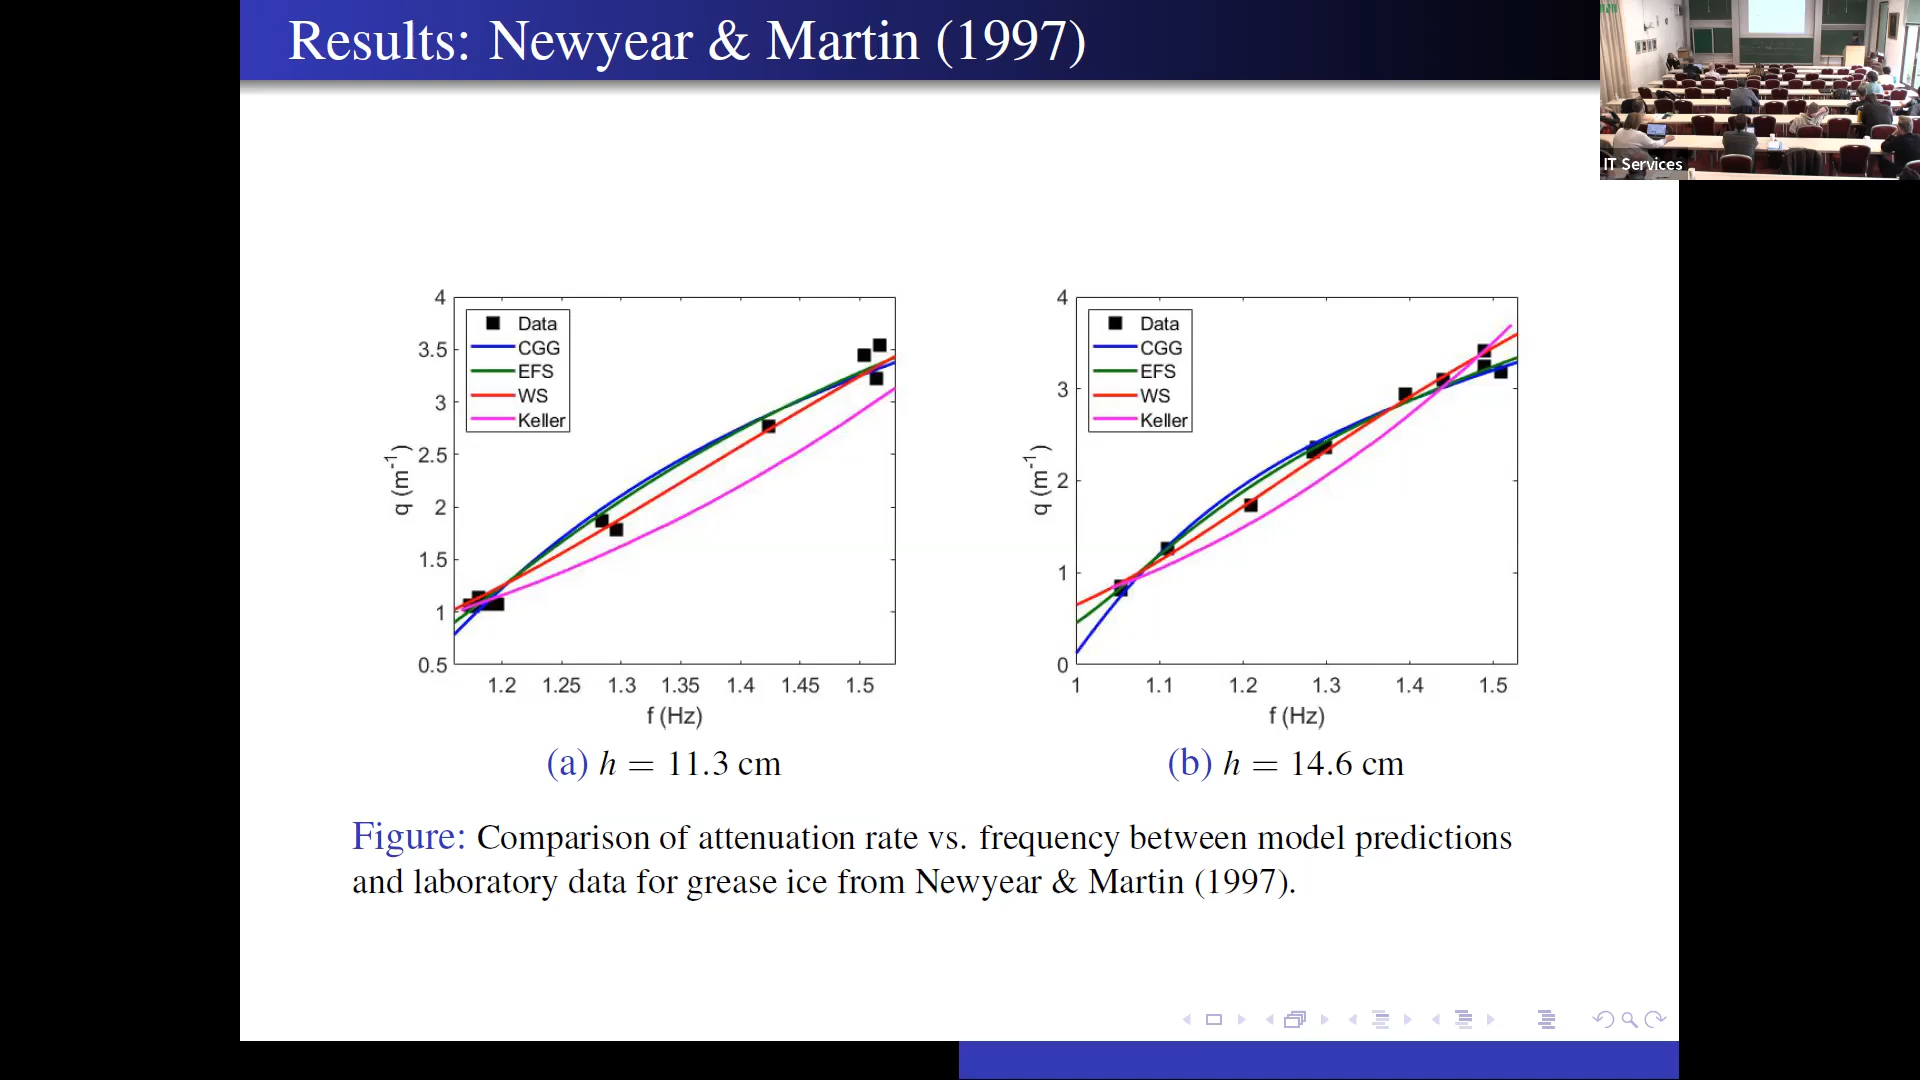 Results: Newyear & Martin (1997)
IT Services
4
3.5
3
2.5
2
1.5
1
0.5
q (m⁻¹)
Data
CGG
EFS
WS
Keller
1.2 1.25 1.3 1.35 1.4 1.45 1.5
f (Hz)
(a) h = 11.3 cm
4
3
2
1
0
q (m⁻¹)
Data
CGG
EFS
WS
Keller
1 1.1 1.2 1.3 1.4 1.5
f (Hz)
(b) h = 14.6 cm
Figure: Comparison of attenuation rate vs. frequency between model predictions
and laboratory data for grease ice from Newyear & Martin (1997).